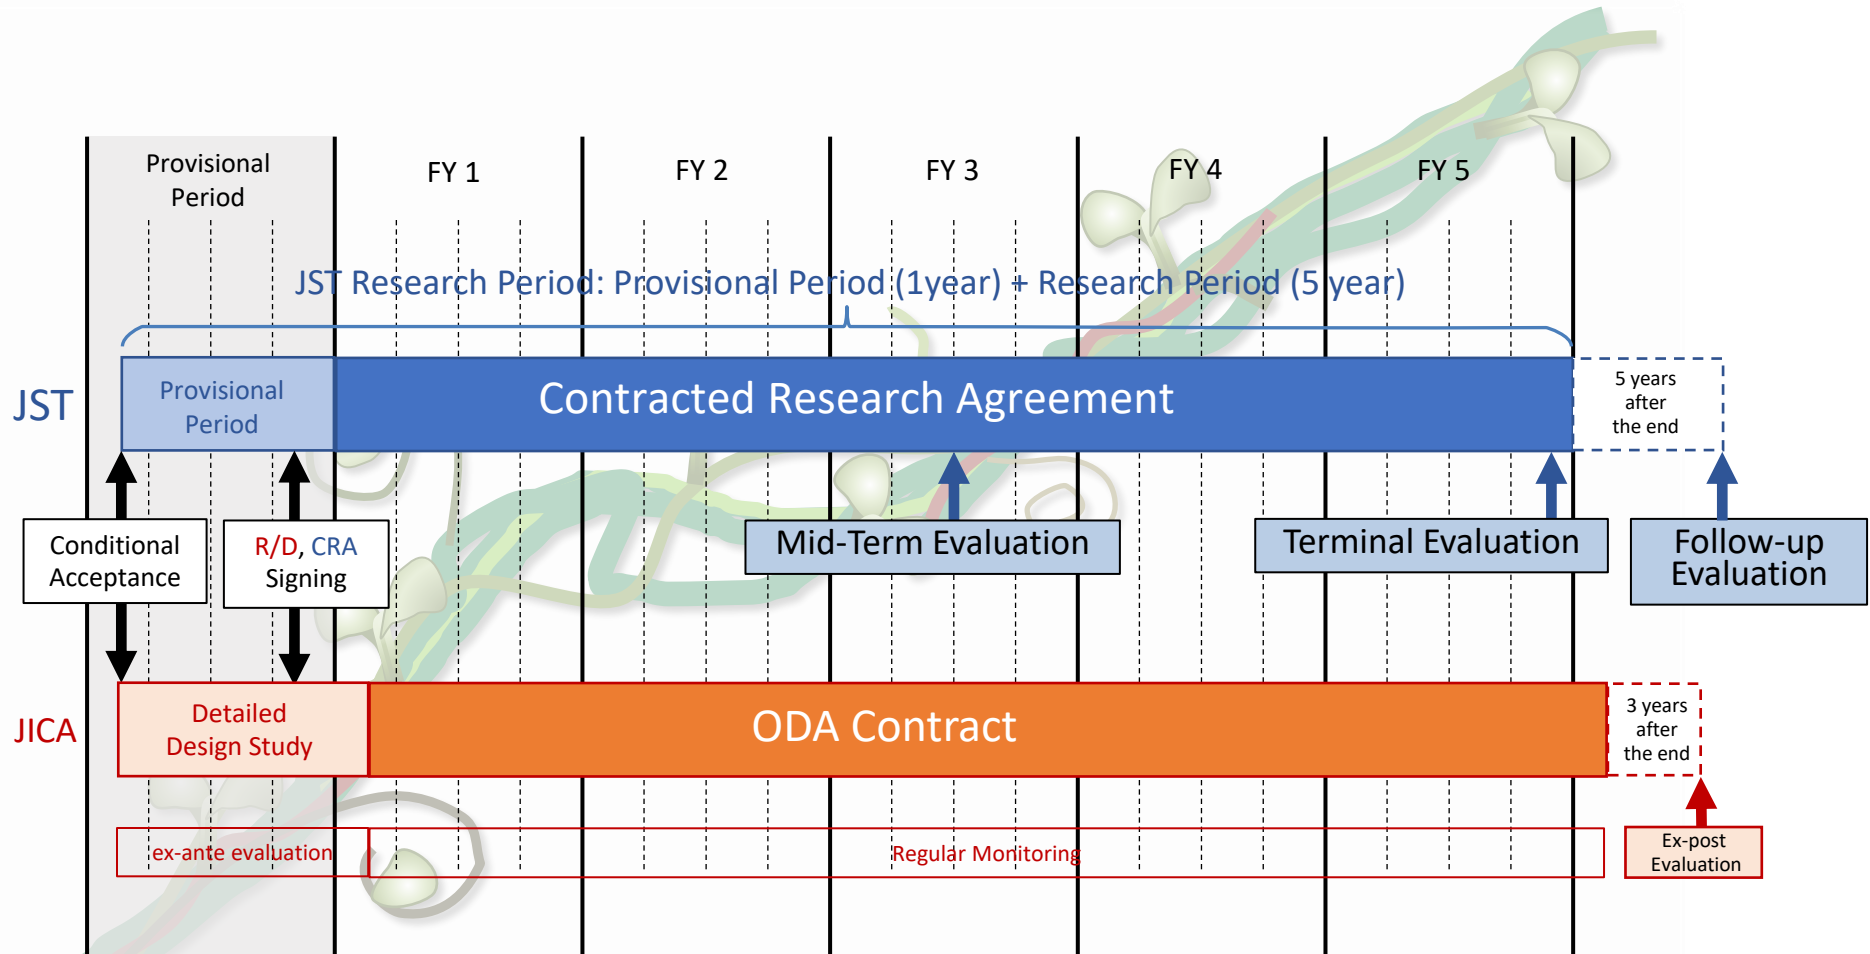 Provisional
Period
FY 1
FY 2
FY 3
FY 4
FY 5
JST Research Period: Provisional Period (1year) + Research Period (5 year)
JST
Provisional
Period
Contracted Research Agreement
5 years
after
the end
Conditional
Acceptance
R/D, CRA
Signing
Mid-Term Evaluation
Terminal Evaluation
Follow-up
Evaluation
JICA
Detailed
Design Study
ODA Contract
3 years
after
the end
ex-ante evaluation
Regular Monitoring
Ex-post
Evaluation